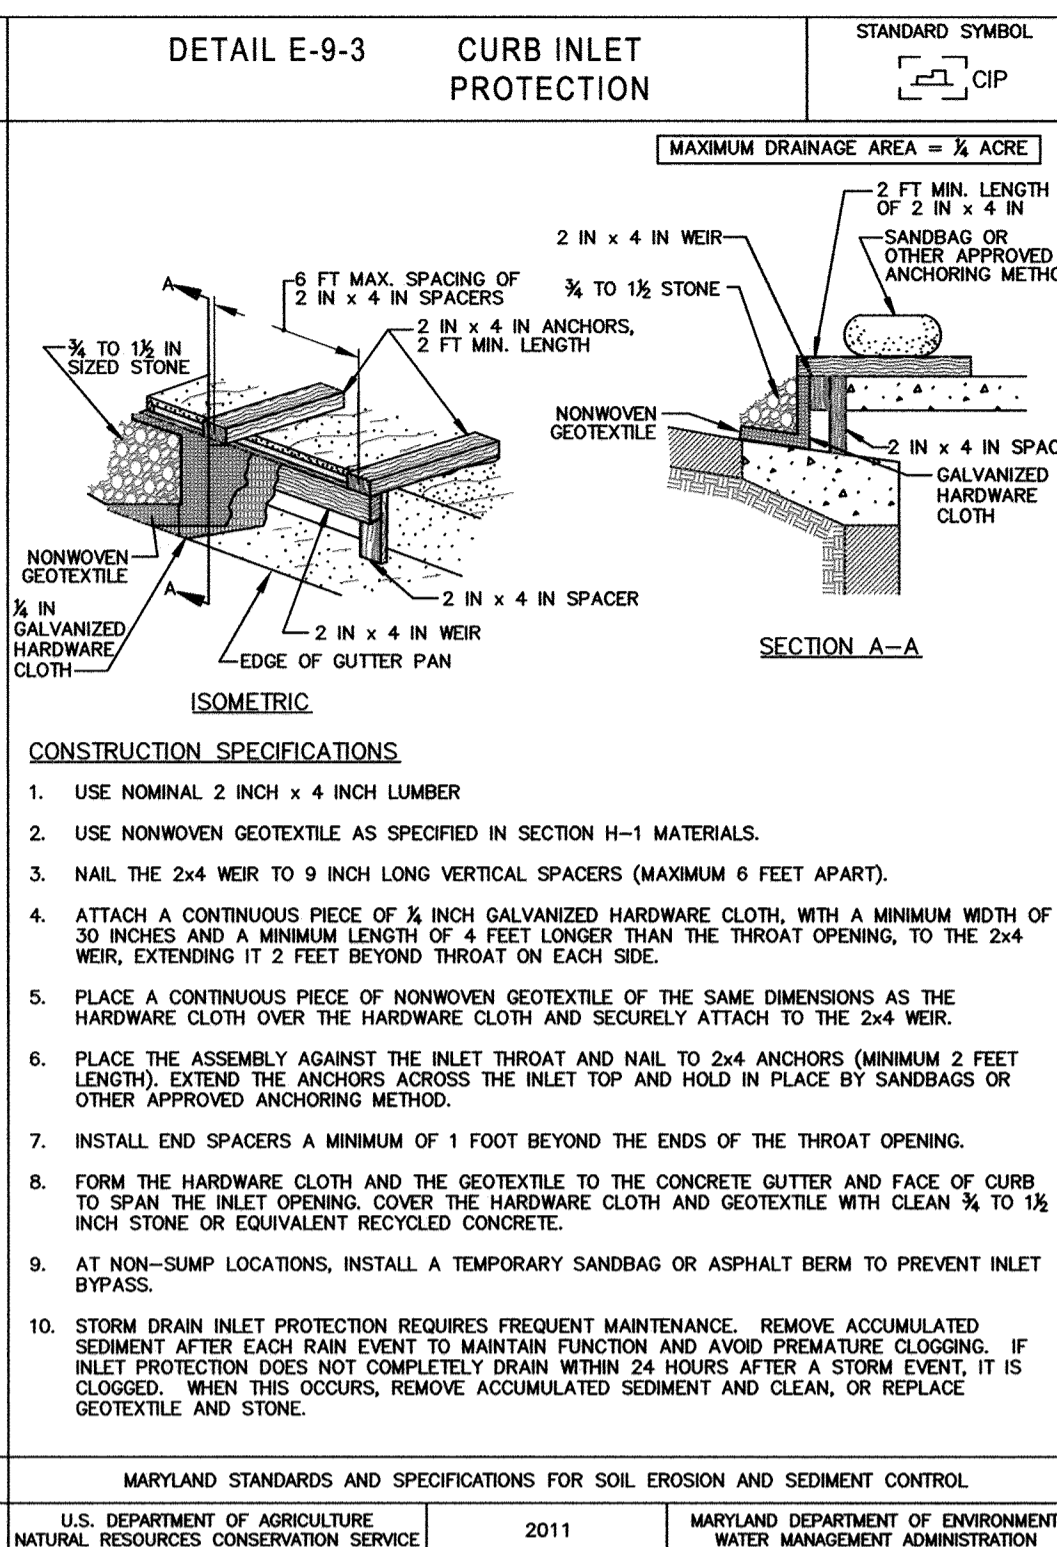 DETAIL E-9-3 CURB INLET
PROTECTION
STANDARD SYMBOL
CIP
MAXIMUM DRAINAGE AREA = ¼ ACRE
6 FT MAX. SPACING OF
2 IN x 4 IN SPACERS
2 IN x 4 IN ANCHORS,
2 FT MIN. LENGTH
A
¾ TO 1½ IN
SIZED STONE
NONWOVEN
GEOTEXTILE
A
¼ IN
GALVANIZED
HARDWARE
CLOTH
2 IN x 4 IN SPACER
2 IN x 4 IN WEIR
EDGE OF GUTTER PAN
ISOMETRIC
2 FT MIN. LENGTH
OF 2 IN x 4 IN
2 IN x 4 IN WEIR
SANDBAG OR
OTHER APPROVED
ANCHORING METHO
¾ TO 1½ STONE
NONWOVEN
GEOTEXTILE
2 IN x 4 IN SPAC
GALVANIZED
HARDWARE
CLOTH
SECTION A-A
CONSTRUCTION SPECIFICATIONS
1. USE NOMINAL 2 INCH x 4 INCH LUMBER
2. USE NONWOVEN GEOTEXTILE AS SPECIFIED IN SECTION H-1 MATERIALS.
3. NAIL THE 2x4 WEIR TO 9 INCH LONG VERTICAL SPACERS (MAXIMUM 6 FEET APART).
4. ATTACH A CONTINUOUS PIECE OF ¼ INCH GALVANIZED HARDWARE CLOTH, WITH A MINIMUM WIDTH OF
30 INCHES AND A MINIMUM LENGTH OF 4 FEET LONGER THAN THE THROAT OPENING, TO THE 2x4
WEIR, EXTENDING IT 2 FEET BEYOND THROAT ON EACH SIDE.
5. PLACE A CONTINUOUS PIECE OF NONWOVEN GEOTEXTILE OF THE SAME DIMENSIONS AS THE
HARDWARE CLOTH OVER THE HARDWARE CLOTH AND SECURELY ATTACH TO THE 2x4 WEIR.
6. PLACE THE ASSEMBLY AGAINST THE INLET THROAT AND NAIL TO 2x4 ANCHORS (MINIMUM 2 FEET
LENGTH). EXTEND THE ANCHORS ACROSS THE INLET TOP AND HOLD IN PLACE BY SANDBAGS OR
OTHER APPROVED ANCHORING METHOD.
7. INSTALL END SPACERS A MINIMUM OF 1 FOOT BEYOND THE ENDS OF THE THROAT OPENING.
8. FORM THE HARDWARE CLOTH AND THE GEOTEXTILE TO THE CONCRETE GUTTER AND FACE OF CURB
TO SPAN THE INLET OPENING. COVER THE HARDWARE CLOTH AND GEOTEXTILE WITH CLEAN ¾ TO 1½
INCH STONE OR EQUIVALENT RECYCLED CONCRETE.
9. AT NON-SUMP LOCATIONS, INSTALL A TEMPORARY SANDBAG OR ASPHALT BERM TO PREVENT INLET
BYPASS.
10. STORM DRAIN INLET PROTECTION REQUIRES FREQUENT MAINTENANCE. REMOVE ACCUMULATED
SEDIMENT AFTER EACH RAIN EVENT TO MAINTAIN FUNCTION AND AVOID PREMATURE CLOGGING. IF
INLET PROTECTION DOES NOT COMPLETELY DRAIN WITHIN 24 HOURS AFTER A STORM EVENT, IT IS
CLOGGED. WHEN THIS OCCURS, REMOVE ACCUMULATED SEDIMENT AND CLEAN, OR REPLACE
GEOTEXTILE AND STONE.
MARYLAND STANDARDS AND SPECIFICATIONS FOR SOIL EROSION AND SEDIMENT CONTROL
U.S. DEPARTMENT OF AGRICULTURE
NATURAL RESOURCES CONSERVATION SERVICE
2011
MARYLAND DEPARTMENT OF ENVIRONMENT
WATER MANAGEMENT ADMINISTRATION